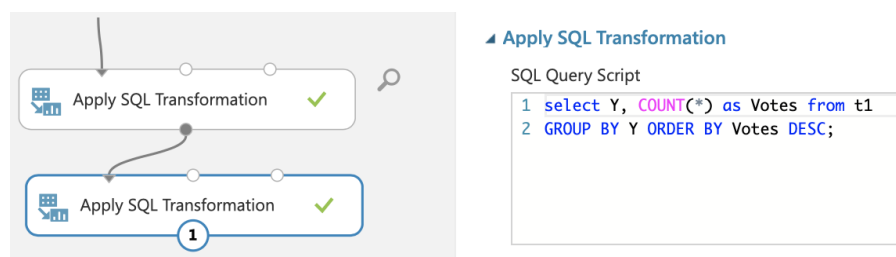 Apply SQL Transformation
Apply SQL Transformation
1
Apply SQL Transformation
SQL Query Script
1 select Y, COUNT(*) as Votes from t1
2 GROUP BY Y ORDER BY Votes DESC;